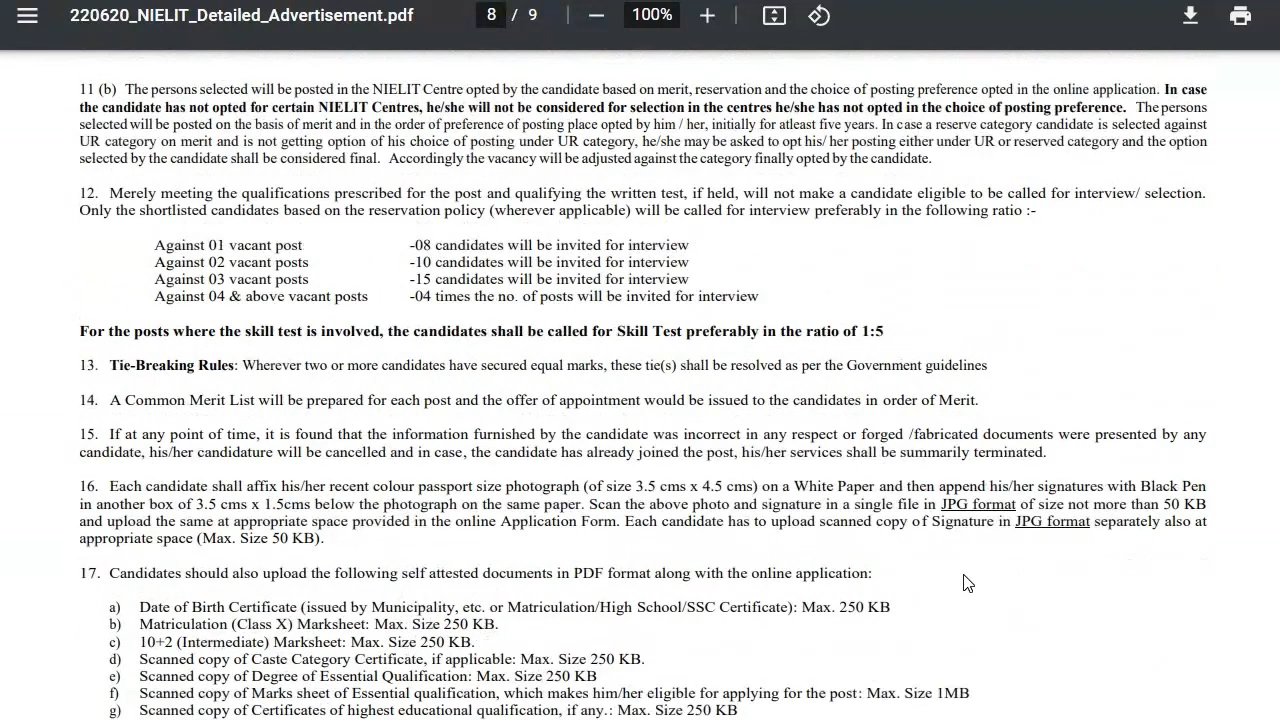 220620_NIELIT_Detailed_Advertisement.pdf 8 / 9 100%
11 (b) The persons selected will be posted in the NIELIT Centre opted by the candidate based on merit, reservation and the choice of posting preference opted in the online application. In case
the candidate has not opted for certain NIELIT Centres, he/she will not be considered for selection in the centres he/she has not opted in the choice of posting preference. The persons
selected will be posted on the basis of merit and in the order of preference of posting place opted by him / her, initially for atleast five years. In case a reserve category candidate is selected against
UR category on merit and is not getting option of his choice of posting under UR category, he/she may be asked to opt his/ her posting either under UR or reserved category and the option
selected by the candidate shall be considered final. Accordingly the vacancy will be adjusted against the category finally opted by the candidate.
12. Merely meeting the qualifications prescribed for the post and qualifying the written test, if held, will not make a candidate eligible to be called for interview/ selection.
Only the shortlisted candidates based on the reservation policy (wherever applicable) will be called for interview preferably in the following ratio :-
Against 01 vacant post -08 candidates will be invited for interview
Against 02 vacant posts -10 candidates will be invited for interview
Against 03 vacant posts -15 candidates will be invited for interview
Against 04 & above vacant posts -04 times the no. of posts will be invited for interview
For the posts where the skill test is involved, the candidates shall be called for Skill Test preferably in the ratio of 1:5
13. Tie-Breaking Rules: Wherever two or more candidates have secured equal marks, these tie(s) shall be resolved as per the Government guidelines
14. A Common Merit List will be prepared for each post and the offer of appointment would be issued to the candidates in order of Merit.
15. If at any point of time, it is found that the information furnished by the candidate was incorrect in any respect or forged /fabricated documents were presented by any
candidate, his/her candidature will be cancelled and in case, the candidate has already joined the post, his/her services shall be summarily terminated.
16. Each candidate shall affix his/her recent colour passport size photograph (of size 3.5 cms x 4.5 cms) on a White Paper and then append his/her signatures with Black Pen
in another box of 3.5 cms x 1.5cms below the photograph on the same paper. Scan the above photo and signature in a single file in JPG format of size not more than 50 KB
and upload the same at appropriate space provided in the online Application Form. Each candidate has to upload scanned copy of Signature in JPG format separately also at
appropriate space (Max. Size 50 KB).
17. Candidates should also upload the following self attested documents in PDF format along with the online application:
a) Date of Birth Certificate (issued by Municipality, etc. or Matriculation/High School/SSC Certificate): Max. 250 KB
b) Matriculation (Class X) Marksheet: Max. Size 250 KB.
c) 10+2 (Intermediate) Marksheet: Max. Size 250 KB.
d) Scanned copy of Caste Category Certificate, if applicable: Max. Size 250 KB.
e) Scanned copy of Degree of Essential Qualification: Max. Size 250 KB
f) Scanned copy of Marks sheet of Essential qualification, which makes him/her eligible for applying for the post: Max. Size 1MB
g) Scanned copy of Certificates of highest educational qualification, if any.: Max. Size 250 KB